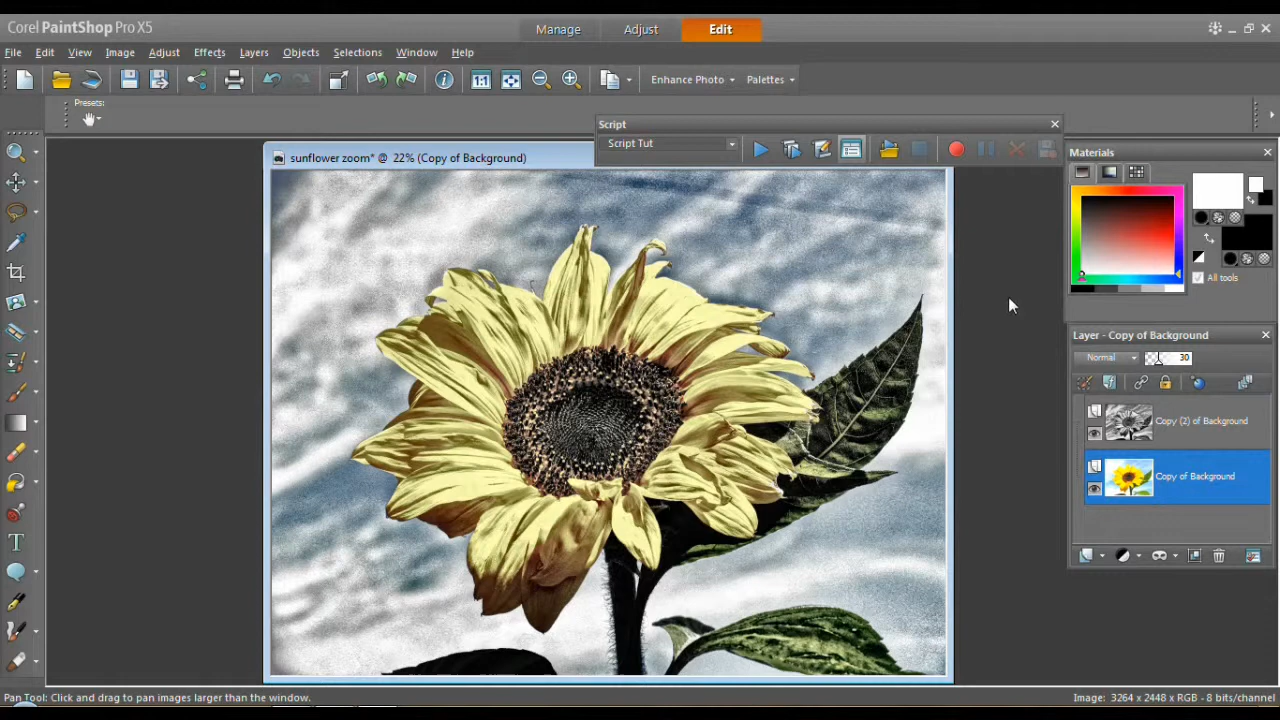 Corel PaintShop Pro X5
Manage Adjust Edit
File Edit View Image Adjust Effects Layers Objects Selections Window Help
1:1 Enhance Photo Palettes
Presets:
Script
Script Tut
sunflower zoom* @ 22% (Copy of Background)
Materials
All tools
Layer - Copy of Background
Normal 30
Copy (2) of Background
Copy of Background
Pan Tool: Click and drag to pan images larger than the window.
Image: 3264 x 2448 x RGB - 8 bits/channel